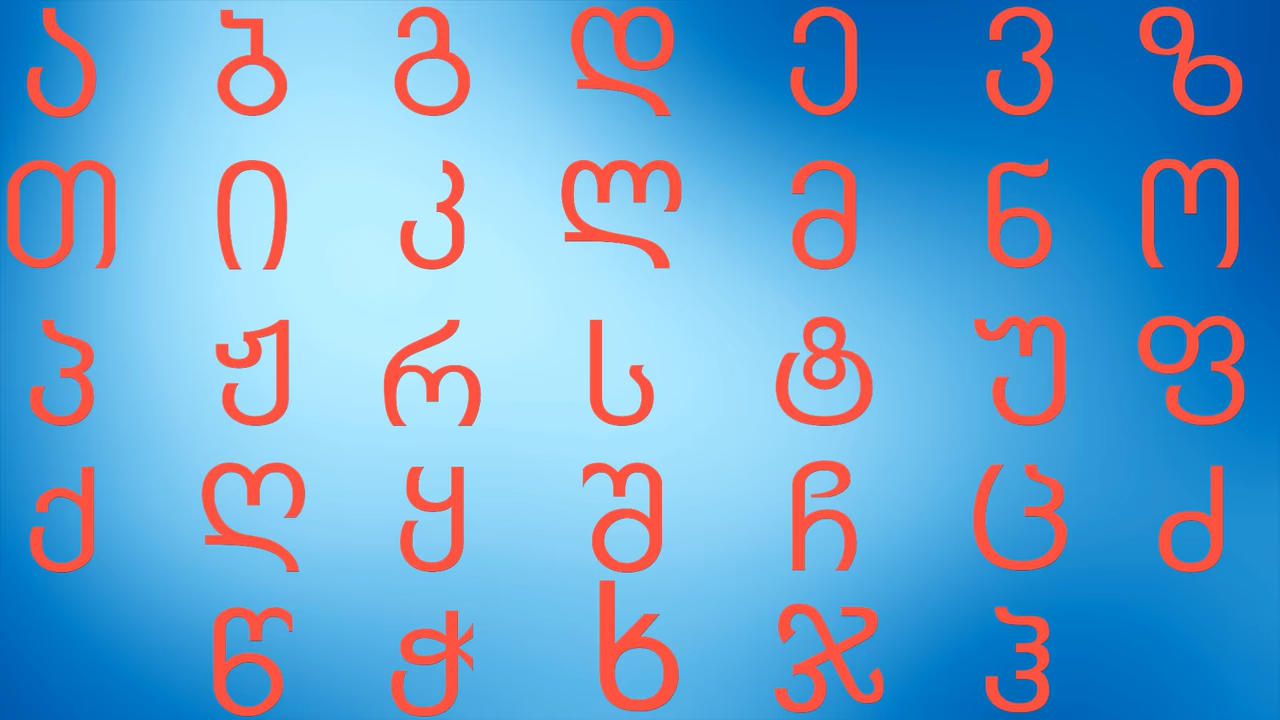 ა ბ გ დ ე ვ ზ
თ ი კ ლ მ ნ ო
პ ჟ რ ს ტ უ ფ
ქ ღ ყ შ ჩ ც ძ
წ ჭ ხ ჯ ჰ